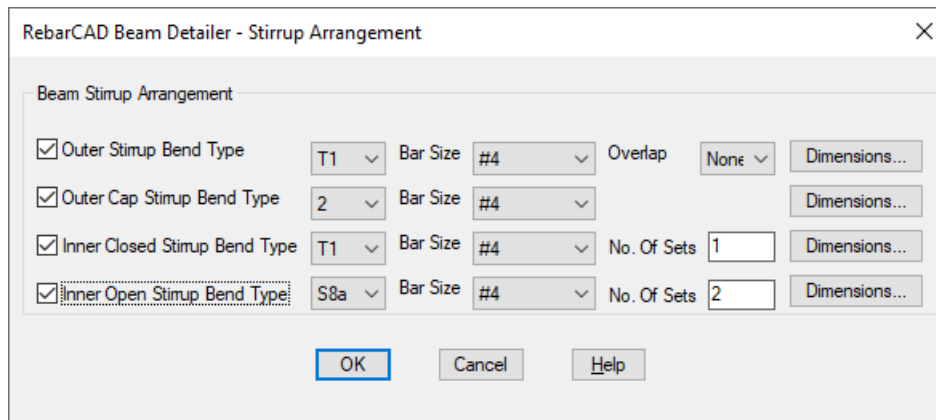 RebarCAD Beam Detailer - Stirrup Arrangement
Beam Stirrup Arrangement
Outer Stirrup Bend Type T1 Bar Size #4 Overlap None Dimensions...
Outer Cap Stirrup Bend Type 2 Bar Size #4 Dimensions...
Inner Closed Stirrup Bend Type T1 Bar Size #4 No. Of Sets 1 Dimensions...
Inner Open Stirrup Bend Type S8a Bar Size #4 No. Of Sets 2 Dimensions...
OK Cancel Help